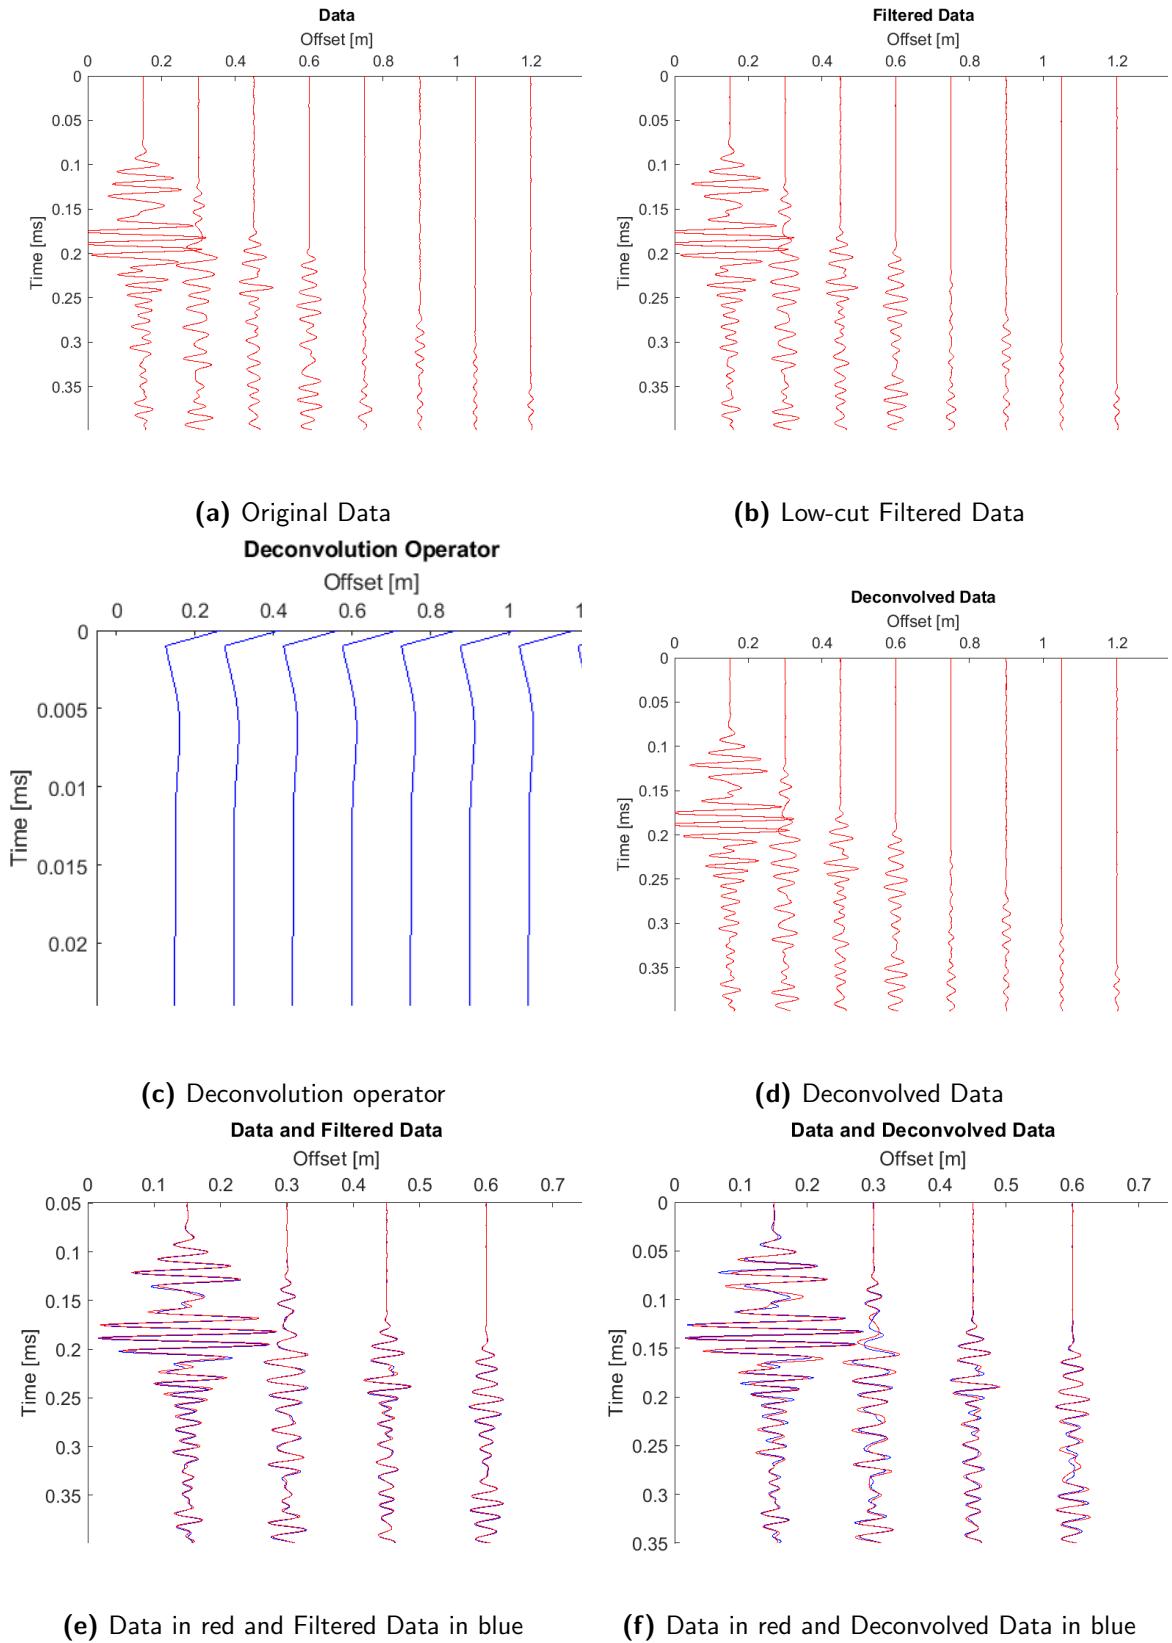 Data
Offset [m]
0 0.2 0.4 0.6 0.8 1 1.2
0
0.05
0.1
0.15
0.2
0.25
0.3
0.35
Time [ms]
(a) Original Data
Filtered Data
Offset [m]
0 0.2 0.4 0.6 0.8 1 1.2
0
0.05
0.1
0.15
0.2
0.25
0.3
0.35
Time [ms]
(b) Low-cut Filtered Data
Deconvolution Operator
Offset [m]
0 0.2 0.4 0.6 0.8 1 1
0
0.005
0.01
0.015
0.02
Time [ms]
(c) Deconvolution operator
Deconvolved Data
Offset [m]
0 0.2 0.4 0.6 0.8 1 1.2
0
0.05
0.1
0.15
0.2
0.25
0.3
0.35
Time [ms]
(d) Deconvolved Data
Data and Filtered Data
Offset [m]
0 0.1 0.2 0.3 0.4 0.5 0.6 0.7
0.05
0.1
0.15
0.2
0.25
0.3
0.35
Time [ms]
(e) Data in red and Filtered Data in blue
Data and Deconvolved Data
Offset [m]
0 0.1 0.2 0.3 0.4 0.5 0.6 0.7
0
0.05
0.1
0.15
0.2
0.25
0.3
0.35
Time [ms]
(f) Data in red and Deconvolved Data in blue